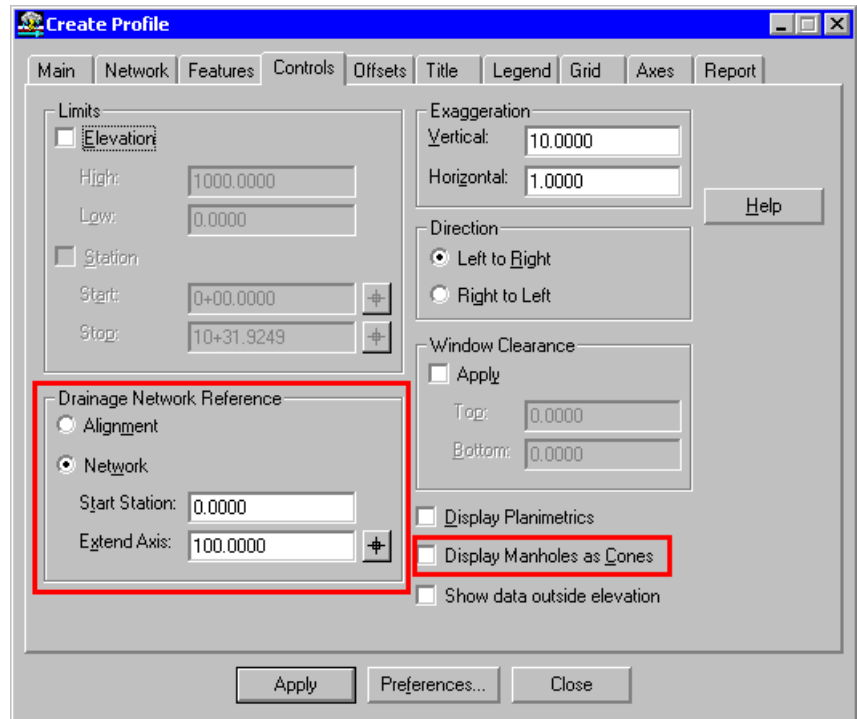 Create Profile
Main Network Features Controls Offsets Title Legend Grid Axes Report
Limits
Elevation
High: 1000.0000
Low: 0.0000
Station
Start: 0+00.0000
Stop: 10+31.9249
Drainage Network Reference
Alignment
Network
Start Station: 0.0000
Extend Axis: 100.0000
Exaggeration
Vertical: 10.0000
Horizontal: 1.0000
Direction
Left to Right
Right to Left
Window Clearance
Apply
Top: 0.0000
Bottom: 0.0000
Display Planimetrics
Display Manholes as Cones
Show data outside elevation
Help
Apply Preferences... Close